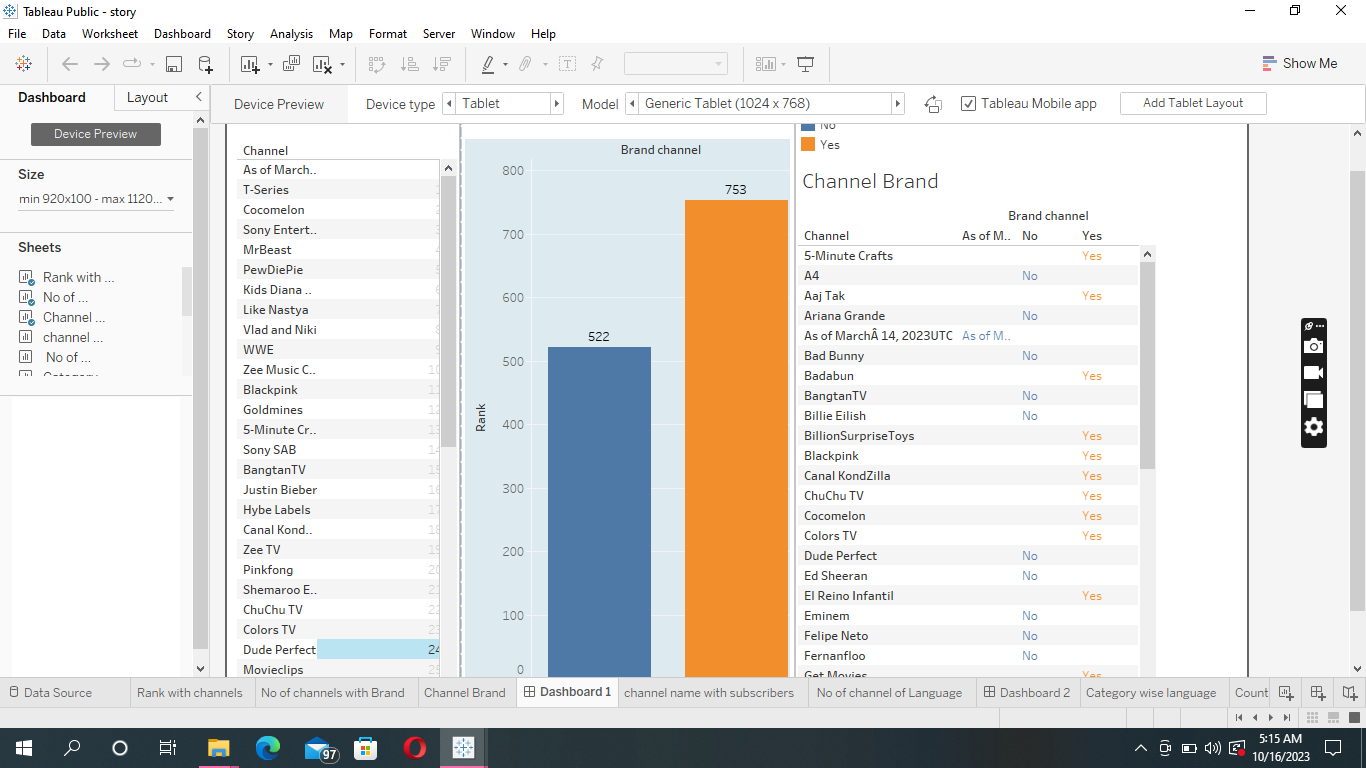 Tableau Public - story
File Data Worksheet Dashboard Story Analysis Map Format Server Window Help
Show Me
Dashboard Layout
Device Preview
Size
min 920x100 - max 1120...
Sheets
Rank with ...
No of ...
Channel ...
channel ...
No of ...
Device Preview Device type Tablet Model Generic Tablet (1024 x 768) Tableau Mobile app Add Tablet Layout
Channel
As of March..
T-Series
Cocomelon
Sony Entert..
MrBeast
PewDiePie
Kids Diana ..
Like Nastya
Vlad and Niki
WWE
Zee Music C..
Blackpink
Goldmines
5-Minute Cr..
Sony SAB
BangtanTV
Justin Bieber
Hybe Labels
Canal Kond..
Zee TV
Pinkfong
Shemaroo E..
ChuChu TV
Colors TV
Dude Perfect 24
Movieclips
Brand channel
800
753
700
600
522
500
400
Rank
300
200
100
0
No
Yes
Channel Brand
Brand channel
Channel As of M.. No Yes
5-Minute Crafts Yes
A4 No
Aaj Tak Yes
Ariana Grande No
As of MarchÂ 14, 2023UTC As of M..
Bad Bunny No
Badabun Yes
BangtanTV No
Billie Eilish No
BillionSurpriseToys Yes
Blackpink Yes
Canal KondZilla Yes
ChuChu TV Yes
Cocomelon Yes
Colors TV Yes
Dude Perfect No
Ed Sheeran No
El Reino Infantil Yes
Eminem No
Felipe Neto No
Fernanfloo No
Get Movies Yes
Data Source Rank with channels No of channels with Brand Channel Brand Dashboard 1 channel name with subscribers No of channel of Language Dashboard 2 Category wise language Count
97
5:15 AM
10/16/2023